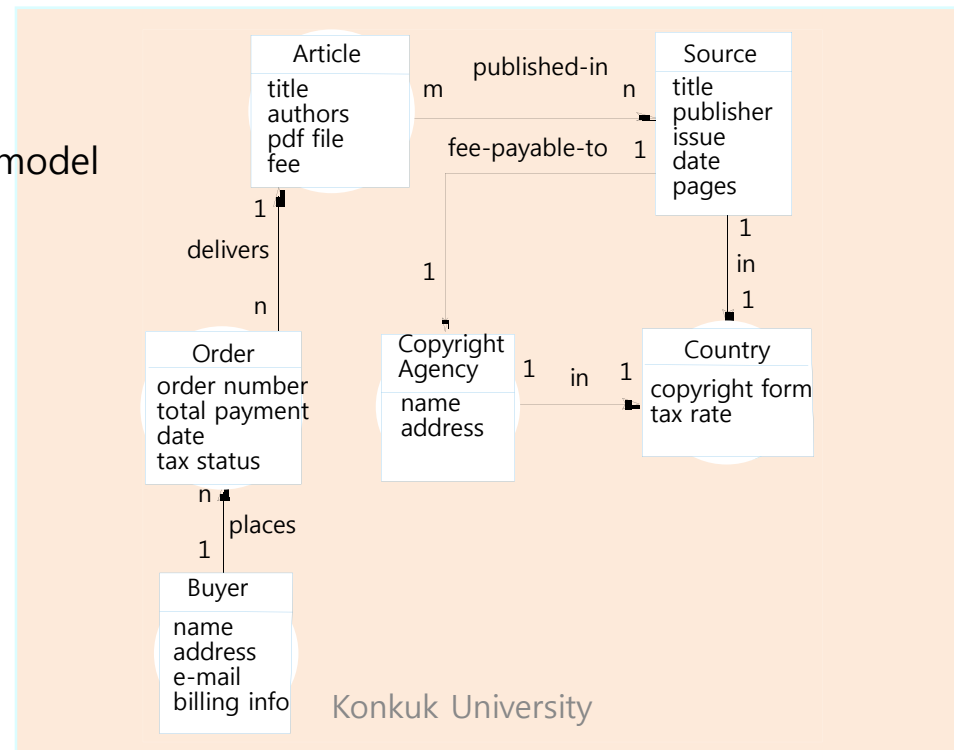 model
Article
title
authors
pdf file
fee
m
published-in
n
Source
title
publisher
issue
date
pages
fee-payable-to
1
1
1
delivers
n
1
in
1
Order
order number
total payment
date
tax status
Copyright
Agency
name
address
1
in
1
Country
copyright form
tax rate
n
places
1
Buyer
name
address
e-mail
billing info
Konkuk University